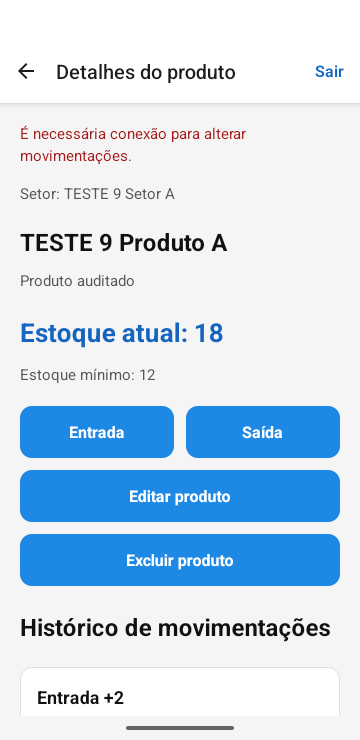 Detalhes do produto
Sair
É necessária conexão para alterar
movimentações.
Setor: TESTE 9 Setor A
TESTE 9 Produto A
Produto auditado
Estoque atual: 18
Estoque mínimo: 12
Entrada
Saída
Editar produto
Excluir produto
Histórico de movimentações
Entrada +2